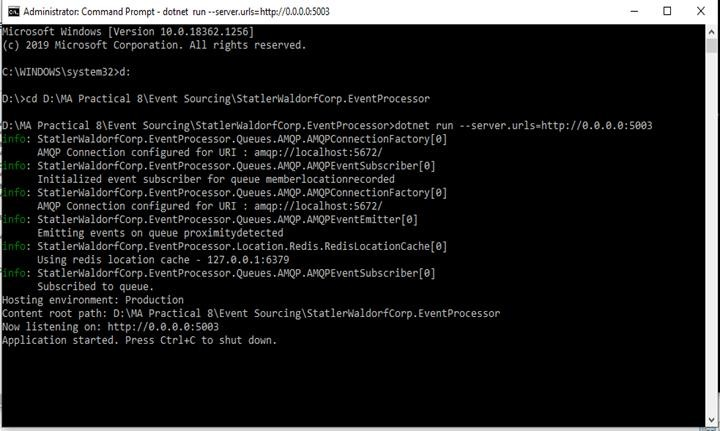 Administrator: Command Prompt - dotnet  run --server.urls=http://0.0.0.0:5003
Microsoft Windows [Version 10.0.18362.1256]
(c) 2019 Microsoft Corporation. All rights reserved.
C:\WINDOWS\system32>d:
D:\>cd D:\MA Practical 8\Event Sourcing\StatlerWaldorfCorp.EventProcessor
D:\MA Practical 8\Event Sourcing\StatlerWaldorfCorp.EventProcessor>dotnet run --server.urls=http://0.0.0.0:5003
info: StatlerWaldorfCorp.EventProcessor.Queues.AMQP.AMQPConnectionFactory[0]
      AMQP Connection configured for URI : amqp://localhost:5672/
info: StatlerWaldorfCorp.EventProcessor.Queues.AMQP.AMQPEventSubscriber[0]
      Initialized event subscriber for queue memberlocationrecorded
info: StatlerWaldorfCorp.EventProcessor.Queues.AMQP.AMQPConnectionFactory[0]
      AMQP Connection configured for URI : amqp://localhost:5672/
info: StatlerWaldorfCorp.EventProcessor.Queues.AMQP.AMQPEventEmitter[0]
      Emitting events on queue proximitydetected
info: StatlerWaldorfCorp.EventProcessor.Location.Redis.RedisLocationCache[0]
      Using redis location cache - 127.0.0.1:6379
info: StatlerWaldorfCorp.EventProcessor.Queues.AMQP.AMQPEventSubscriber[0]
      Subscribed to queue.
Hosting environment: Production
Content root path: D:\MA Practical 8\Event Sourcing\StatlerWaldorfCorp.EventProcessor
Now listening on: http://0.0.0.0:5003
Application started. Press Ctrl+C to shut down.